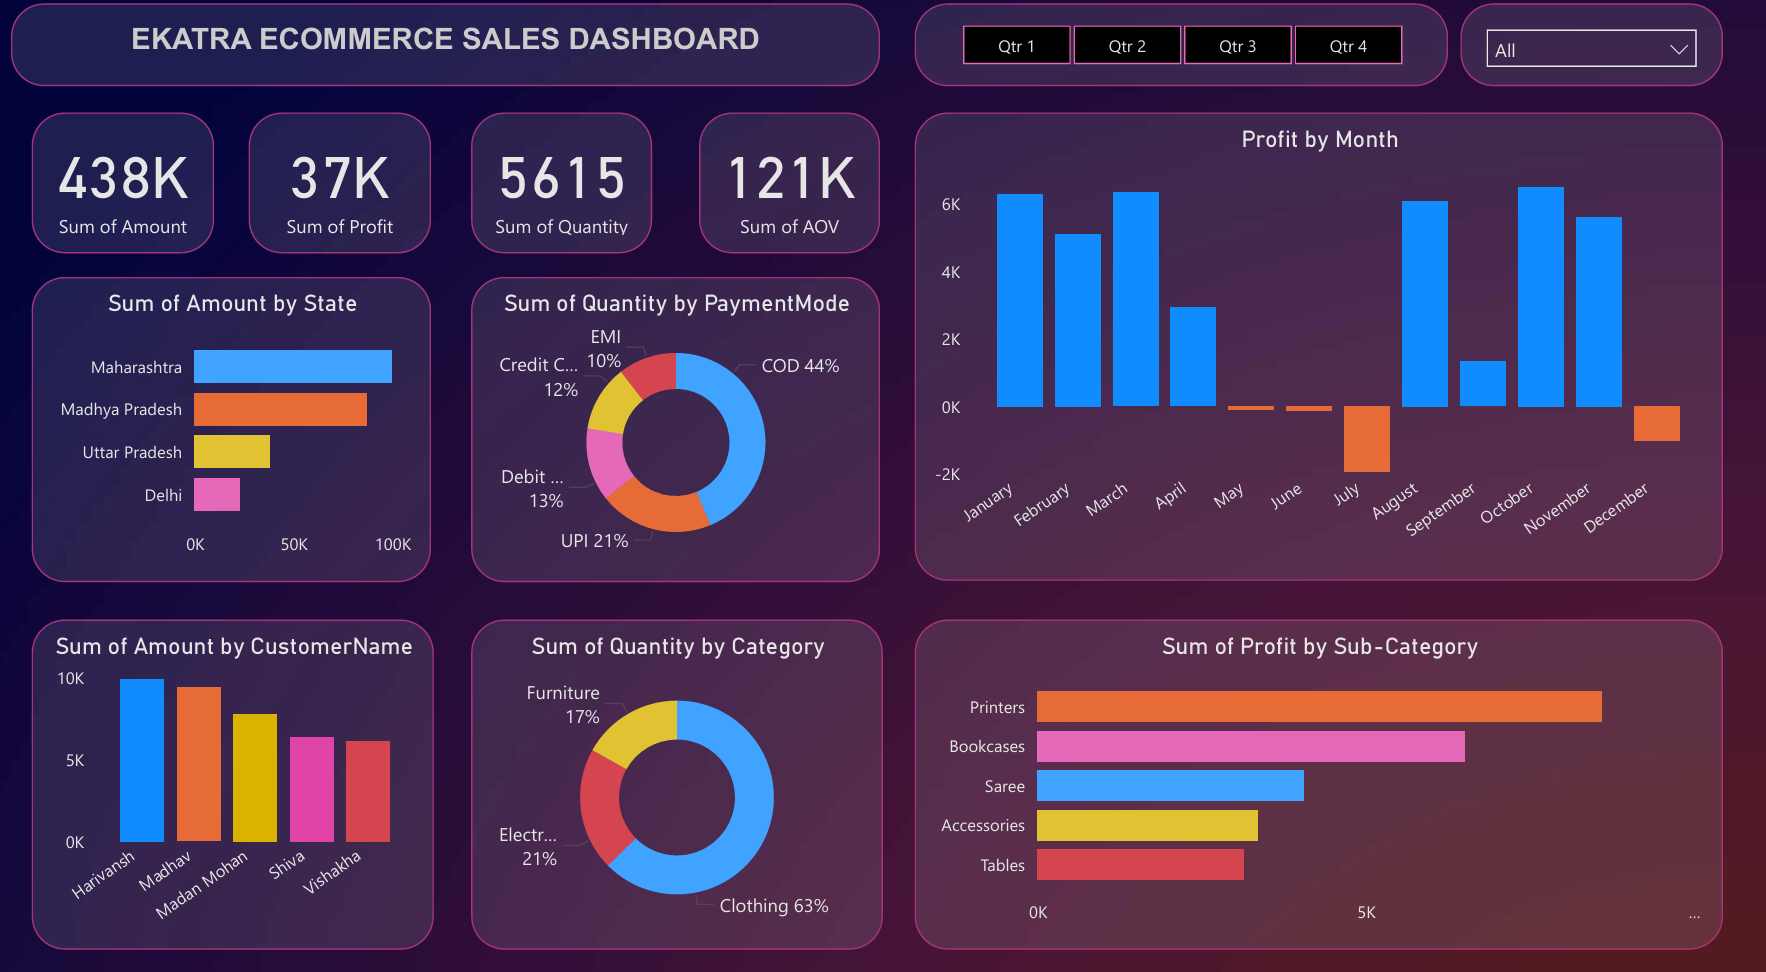 EKATRA ECOMMERCE SALES DASHBOARD
Qtr 1
Qtr 2
Qtr 3
Qtr 4
All
438K
Sum of Amount
37K
Sum of Profit
5615
Sum of Quantity
121K
Sum of AOV
Profit by Month
6K
4K
2K
0K
-2K
January
February
March
April
May
June
July
August
September
October
November
December
Sum of Amount by State
Maharashtra
Madhya Pradesh
Uttar Pradesh
Delhi
0K
50K
100K
Sum of Quantity by PaymentMode
EMI
10%
Credit C...
12%
COD 44%
Debit ...
13%
UPI 21%
Sum of Amount by CustomerName
10K
5K
0K
Harivansh
Madhav
Madan Mohan
Shiva
Vishakha
Sum of Quantity by Category
Furniture
17%
Electr...
21%
Clothing 63%
Sum of Profit by Sub-Category
Printers
Bookcases
Saree
Accessories
Tables
0K
5K
...